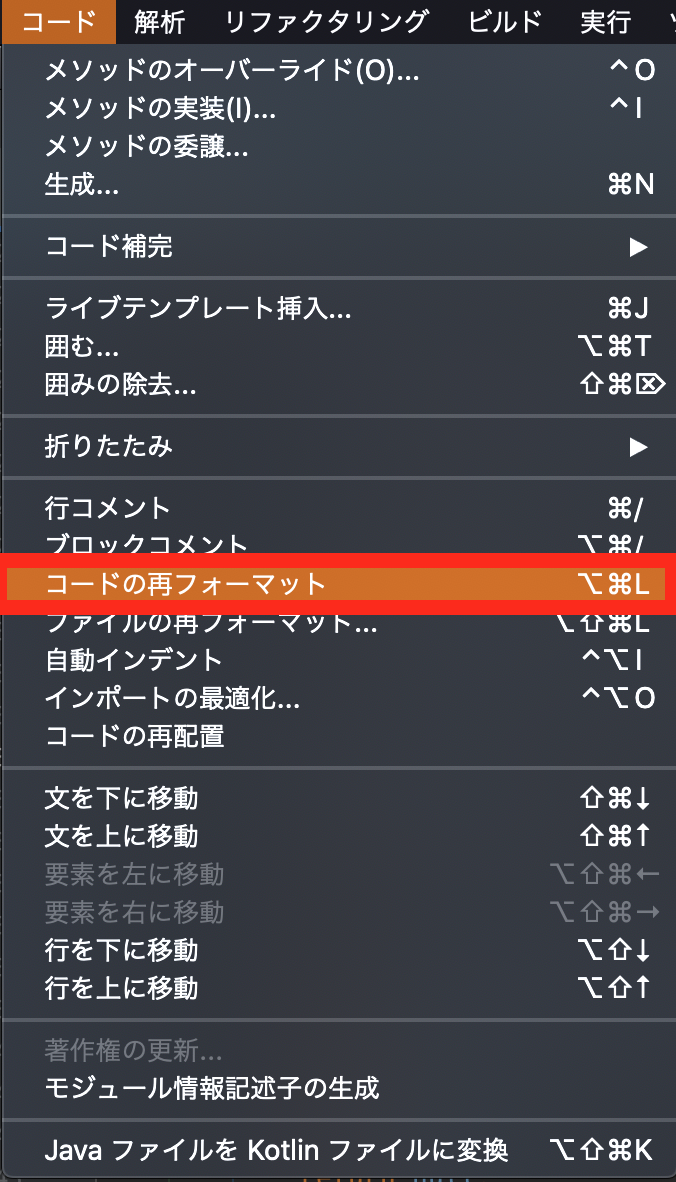 コード 解析 リファクタリング ビルド 実行
メソッドのオーバーライド(O)... ^O
メソッドの実装(I)... ^I
メソッドの委譲...
生成... ⌘N
コード補完 ▶
ライブテンプレート挿入... ⌘J
囲む... ⌥⌘T
囲みの除去... ⇧⌘⌦
折りたたみ ▶
行コメント ⌘/
ブロックコメント ⌥⌘/
コードの再フォーマット ⌥⌘L
ファイルの再フォーマット... ⌥⇧⌘L
自動インデント ^⌥I
インポートの最適化... ^⌥O
コードの再配置
文を下に移動 ⇧⌘↓
文を上に移動 ⇧⌘↑
要素を左に移動 ⌥⇧⌘←
要素を右に移動 ⌥⇧⌘→
行を下に移動 ⌥⇧↓
行を上に移動 ⌥⇧↑
著作権の更新...
モジュール情報記述子の生成
Java ファイルを Kotlin ファイルに変換 ⌥⇧⌘K